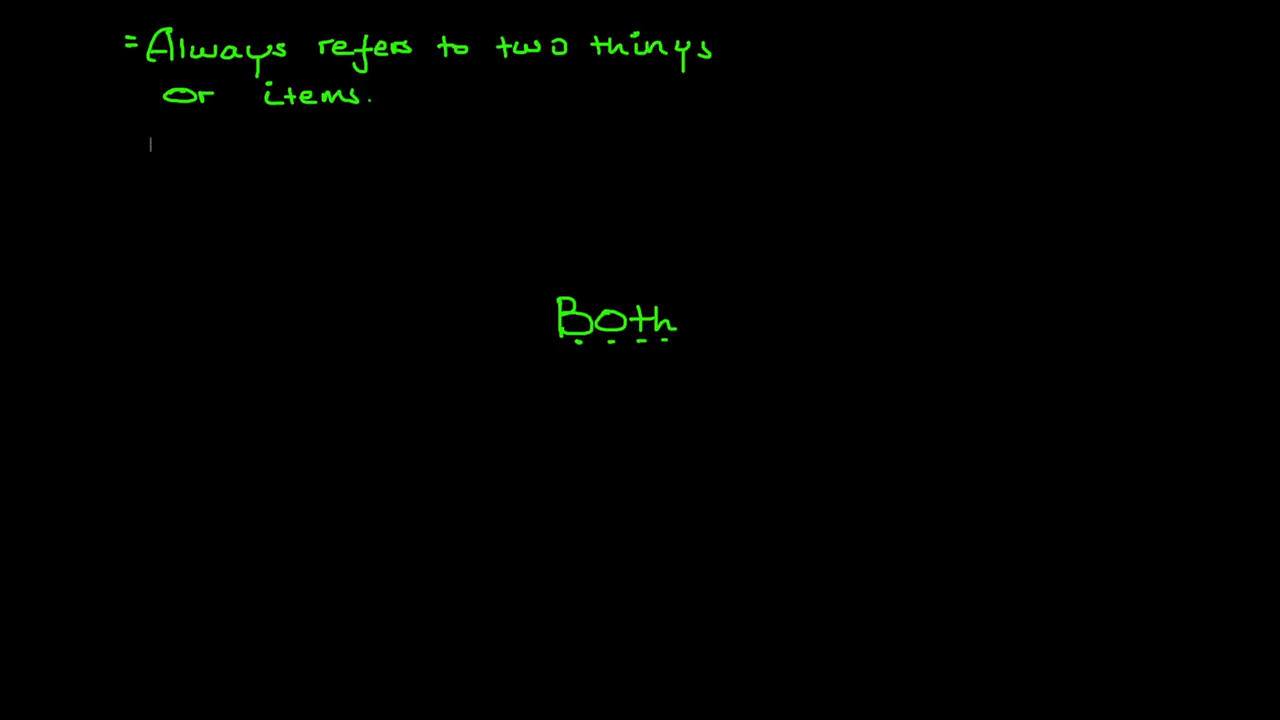 = Always refers to two things
or items.
Both